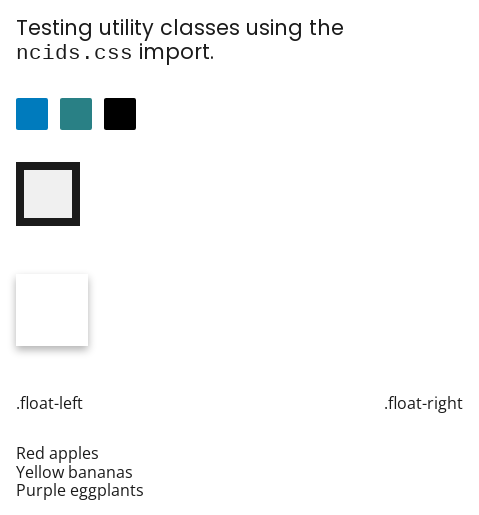 Testing utility classes using the
ncids.css import.
.float-left .float-right
Red apples
Yellow bananas
Purple eggplants